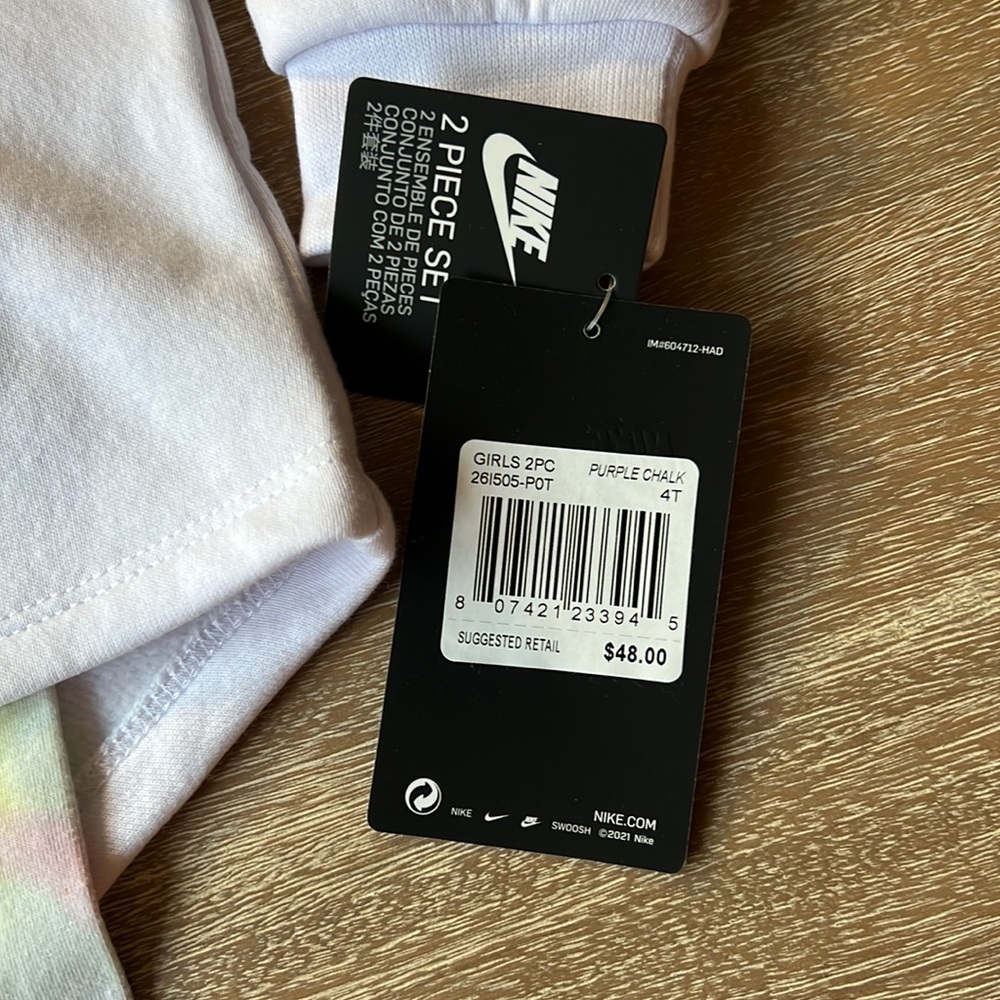 NIKE
2 PIECE SET
2 ENSEMBLE DE PIECES
CONJUNTO DE 2 PIEZAS
CONJUNTO COM 2 PEÇAS
2件套装
IM#604712-HAD
GIRLS 2PC PURPLE CHALK
26I505-P0T 4T
8 07421 23394 5
SUGGESTED RETAIL $48.00
NIKE.COM
NIKE SWOOSH ©2021 Nike